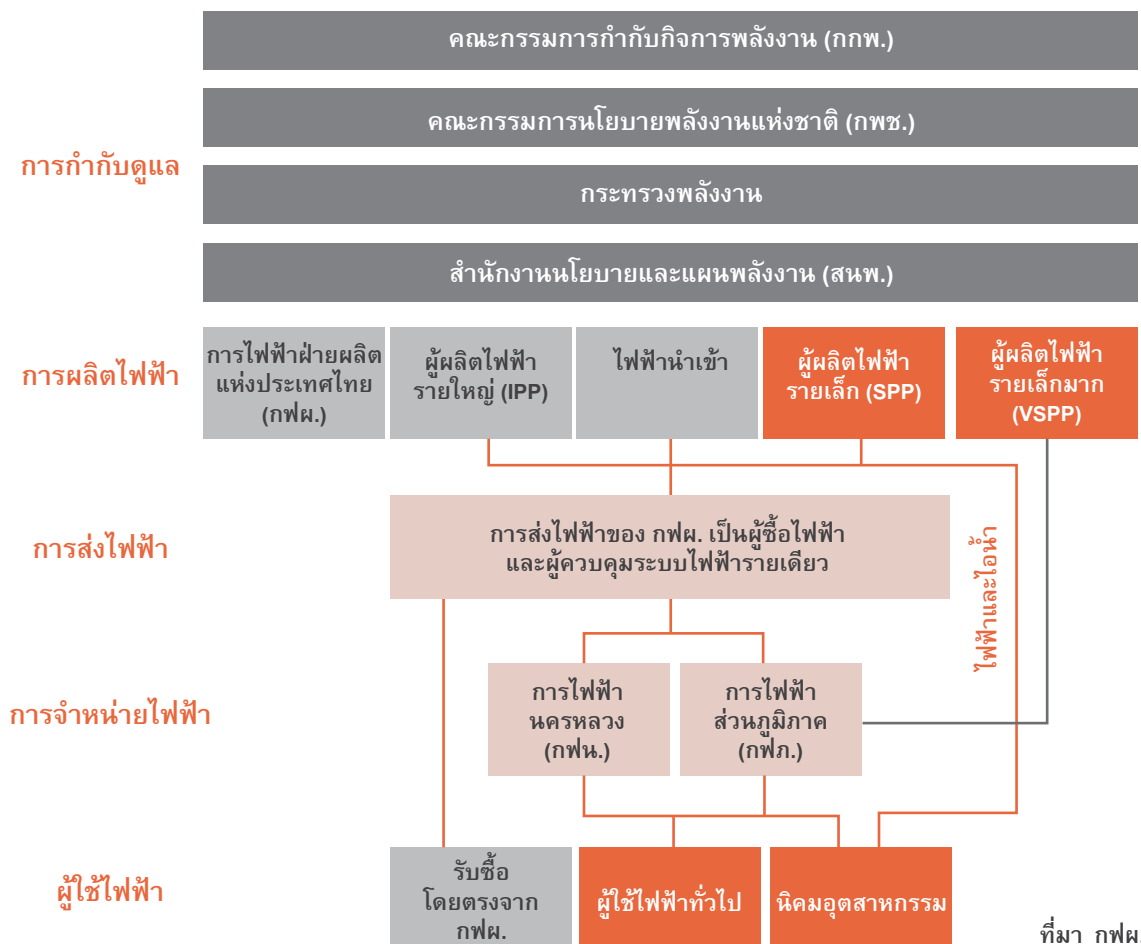 คณะกรรมการกำกับกิจการพลังงาน (กกพ.)
คณะกรรมการนโยบายพลังงานแห่งชาติ (กพช.)
การกำกับดูแล
กระทรวงพลังงาน
สำนักงานนโยบายและแผนพลังงาน (สนพ.)
การผลิตไฟฟ้า
การไฟฟ้าฝ่ายผลิต
แห่งประเทศไทย
(กฟผ.)
ผู้ผลิตไฟฟ้า
รายใหญ่ (IPP)
ไฟฟ้านำเข้า
ผู้ผลิตไฟฟ้า
รายเล็ก (SPP)
ผู้ผลิตไฟฟ้า
รายเล็กมาก
(VSPP)
การส่งไฟฟ้า
การส่งไฟฟ้าของ กฟผ. เป็นผู้ซื้อไฟฟ้า
และผู้ควบคุมระบบไฟฟ้ารายเดียว
ไฟฟ้าและไอน้ำ
การจำหน่ายไฟฟ้า
การไฟฟ้า
นครหลวง
(กฟน.)
การไฟฟ้า
ส่วนภูมิภาค
(กฟภ.)
ผู้ใช้ไฟฟ้า
รับซื้อ
โดยตรงจาก
กฟผ.
ผู้ใช้ไฟฟ้าทั่วไป
นิคมอุตสาหกรรม
ที่มา กฟผ.